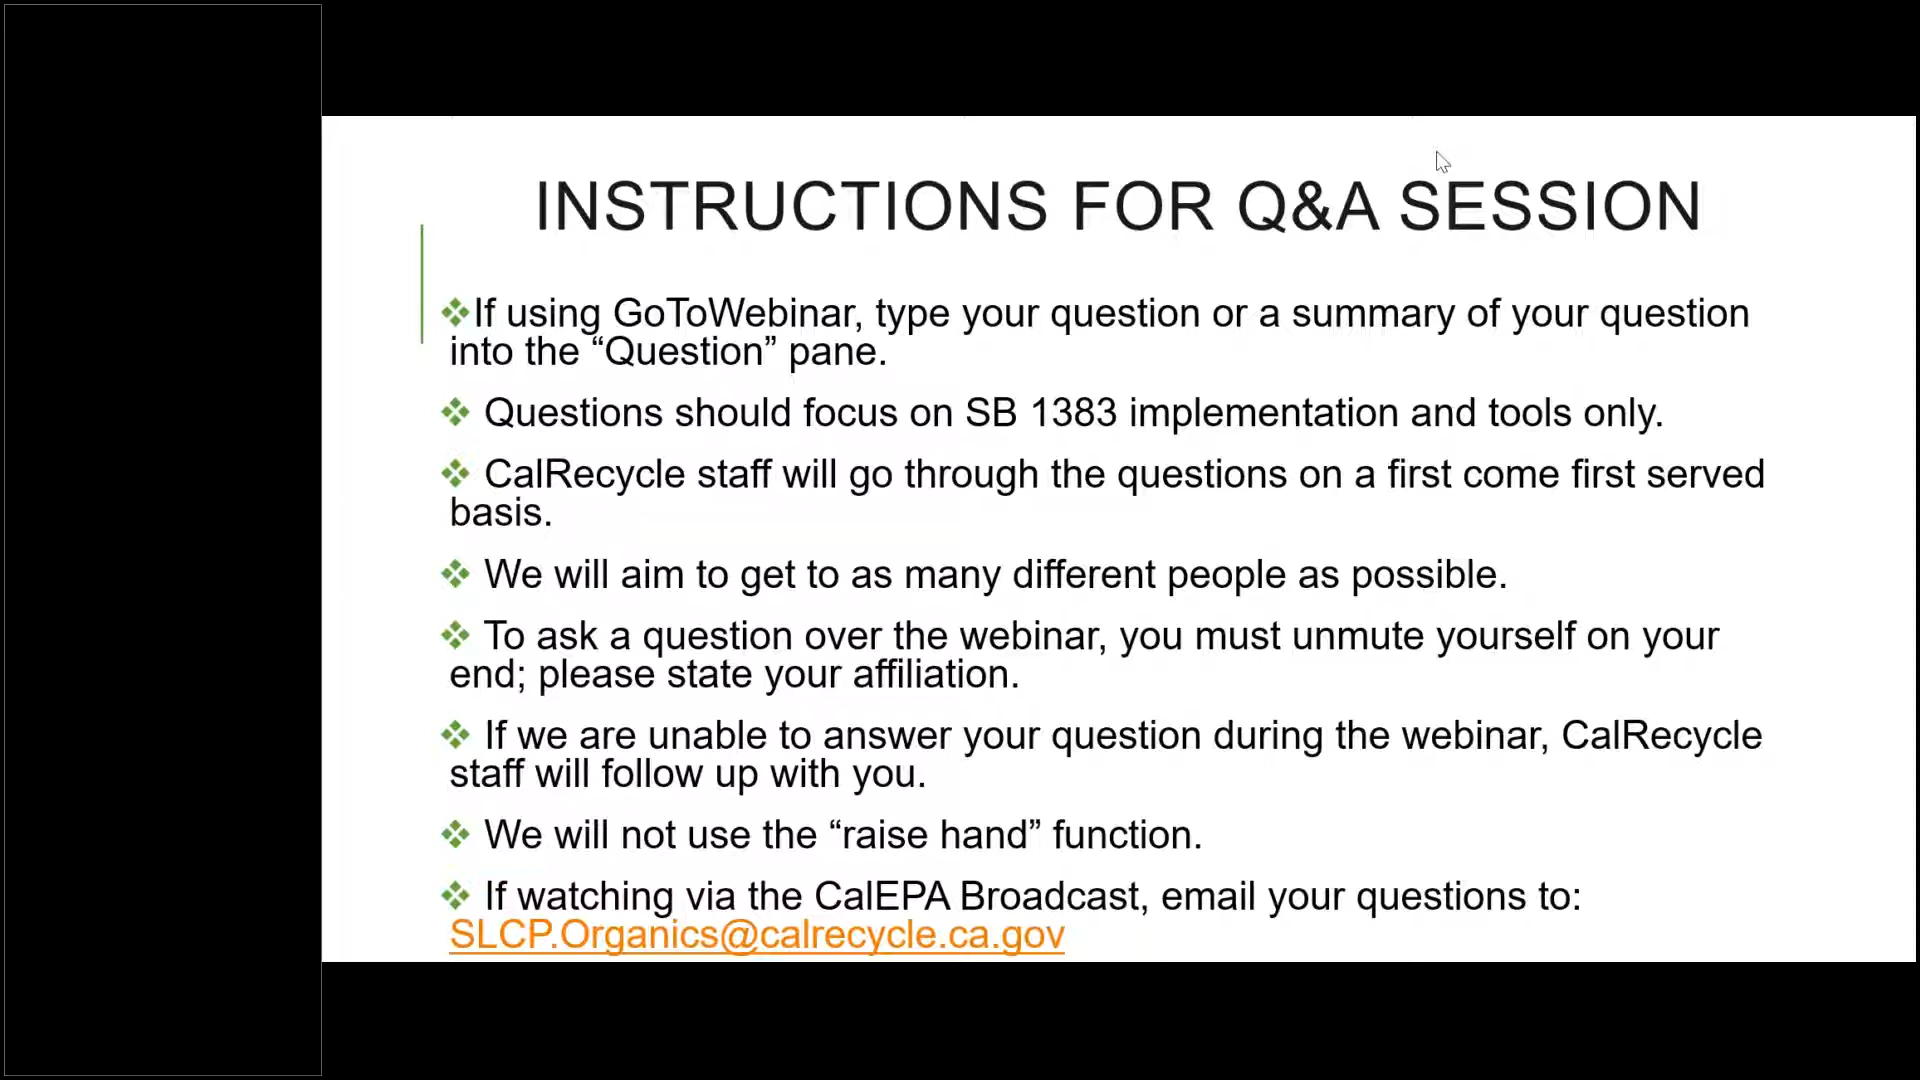 INSTRUCTIONS FOR Q&A SESSION
If using GoToWebinar, type your question or a summary of your question
into the “Question” pane.
Questions should focus on SB 1383 implementation and tools only.
CalRecycle staff will go through the questions on a first come first served
basis.
We will aim to get to as many different people as possible.
To ask a question over the webinar, you must unmute yourself on your
end; please state your affiliation.
If we are unable to answer your question during the webinar, CalRecycle
staff will follow up with you.
We will not use the “raise hand” function.
If watching via the CalEPA Broadcast, email your questions to:
SLCP.Organics@calrecycle.ca.gov